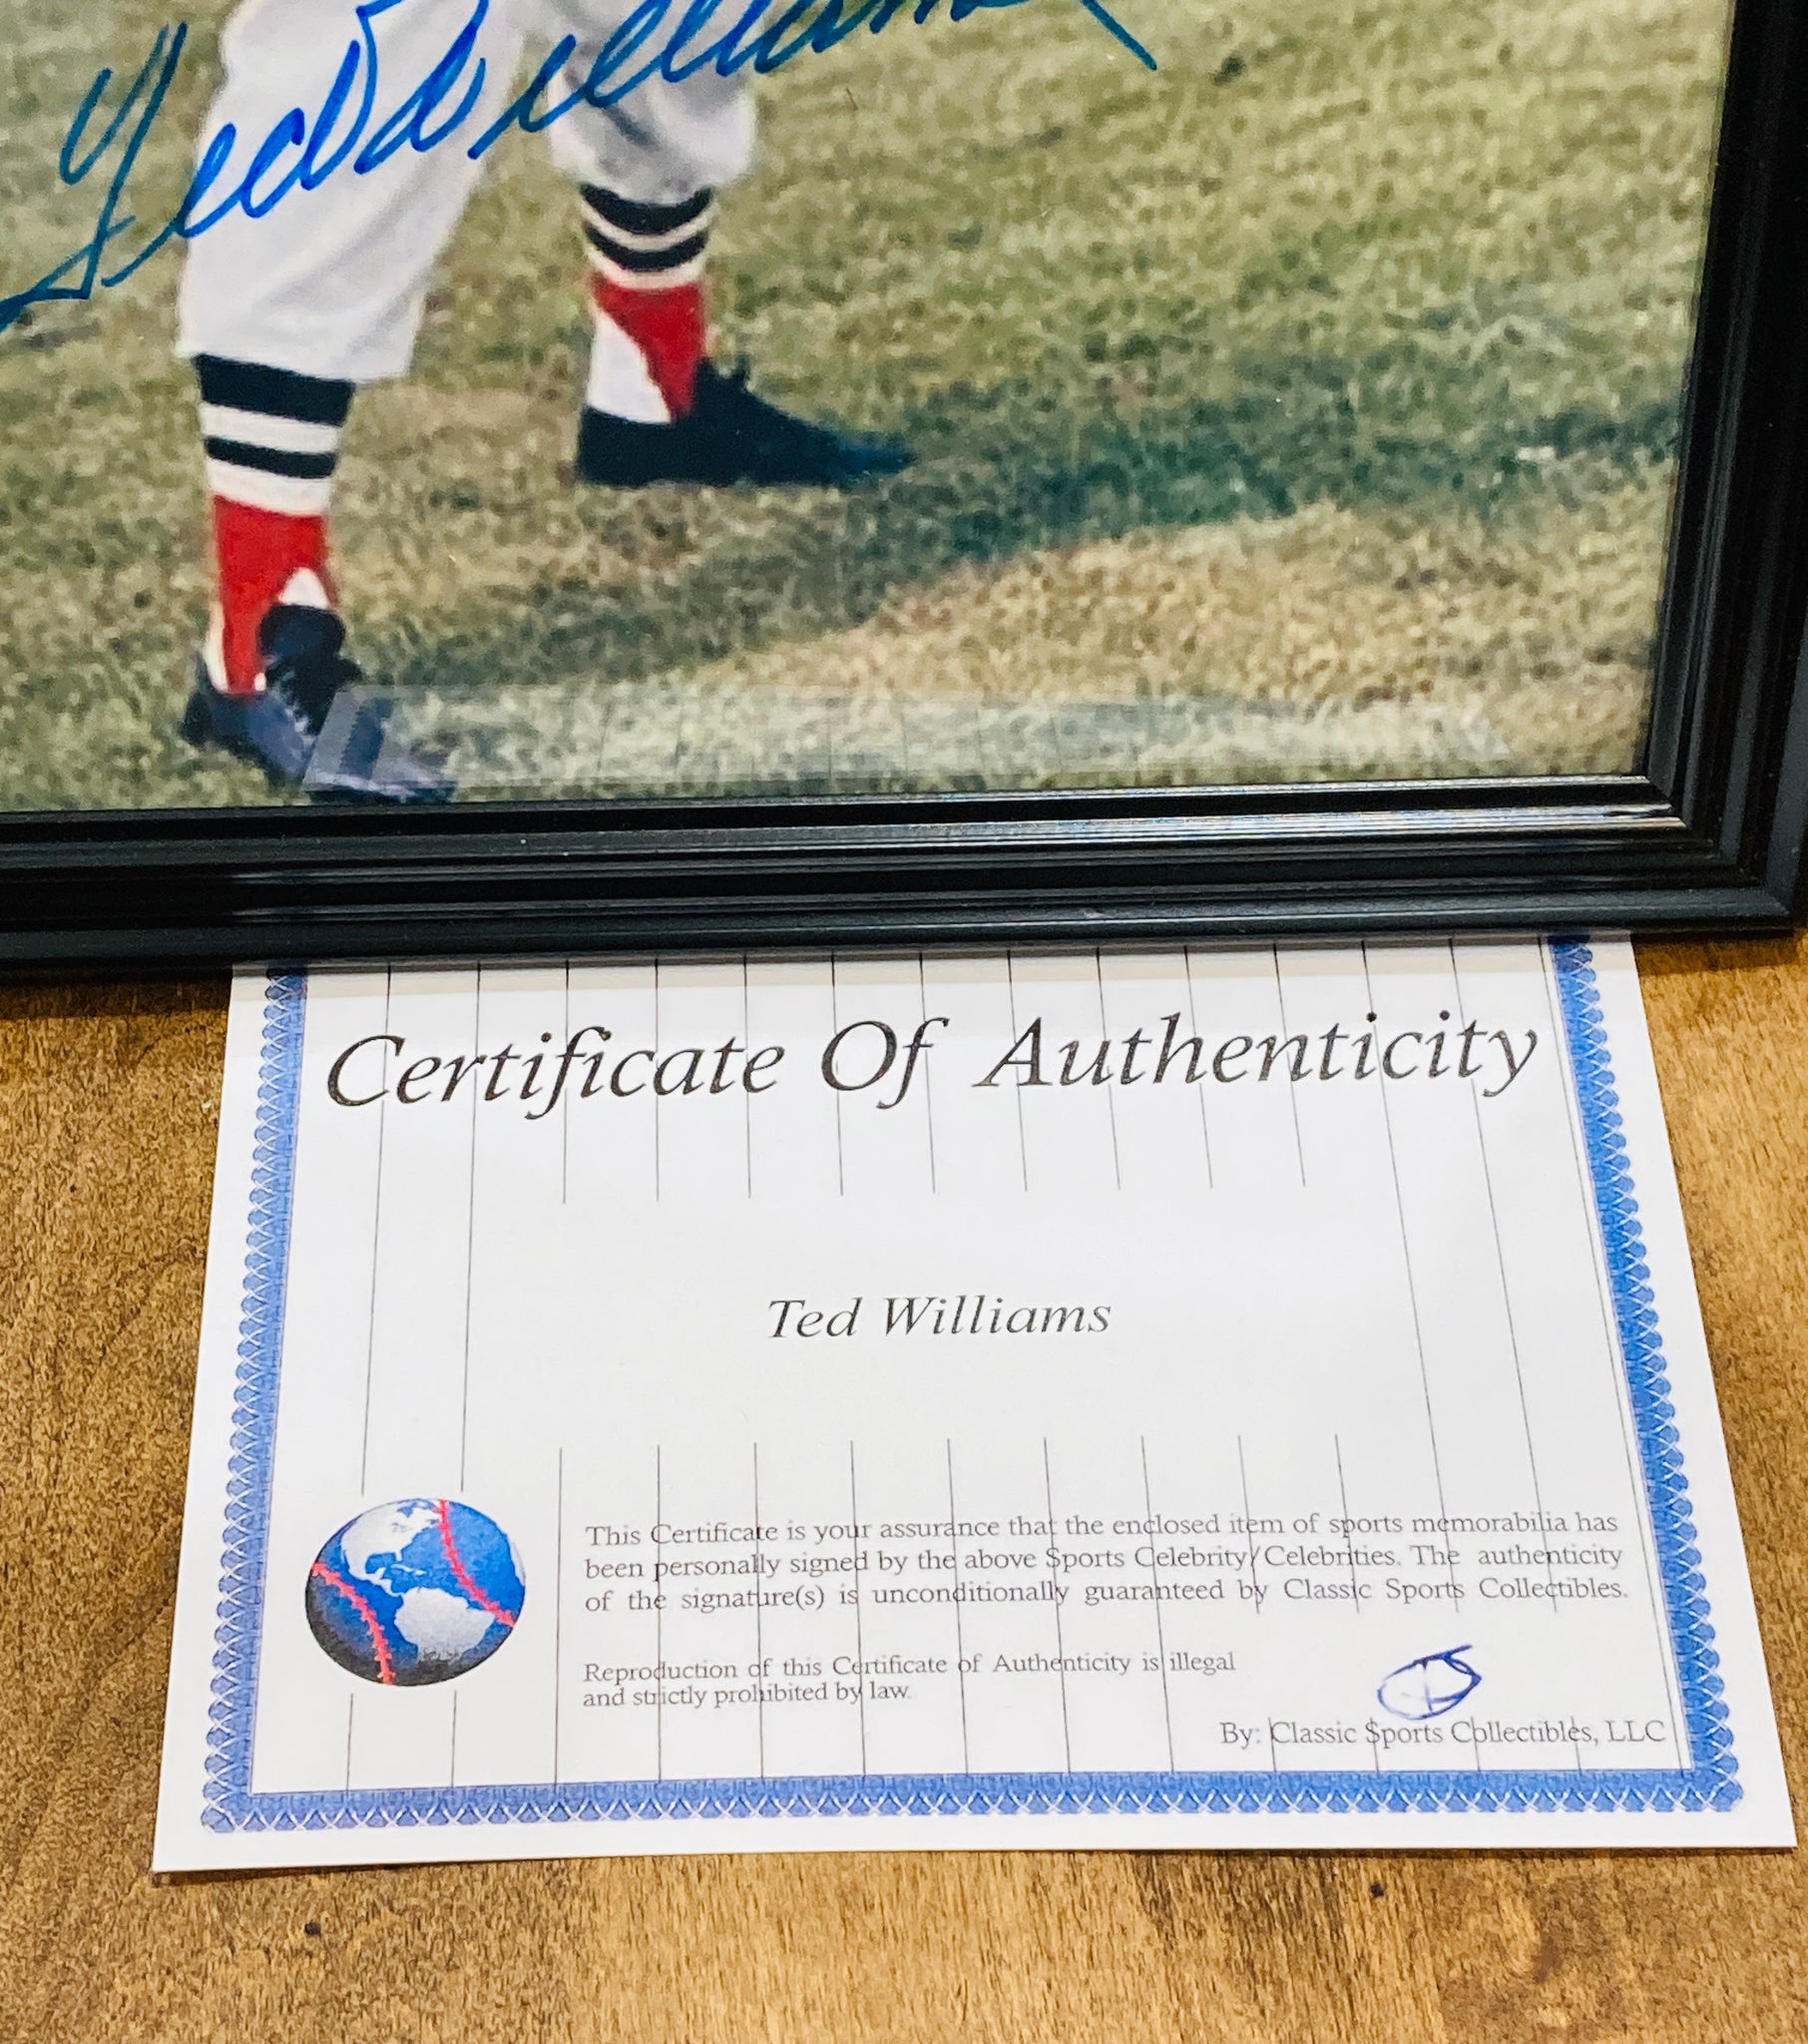 Ted Williams
Certificate Of Authenticity
Ted Williams
This Certificate is your assurance that the enclosed item of sports memorabilia has
been personally signed by the above Sports Celebrity/Celebrities. The authenticity
of the signature(s) is unconditionally guaranteed by Classic Sports Collectibles.
Reproduction of this Certificate of Authenticity is illegal
and strictly prohibited by law.
By: Classic Sports Collectibles, LLC